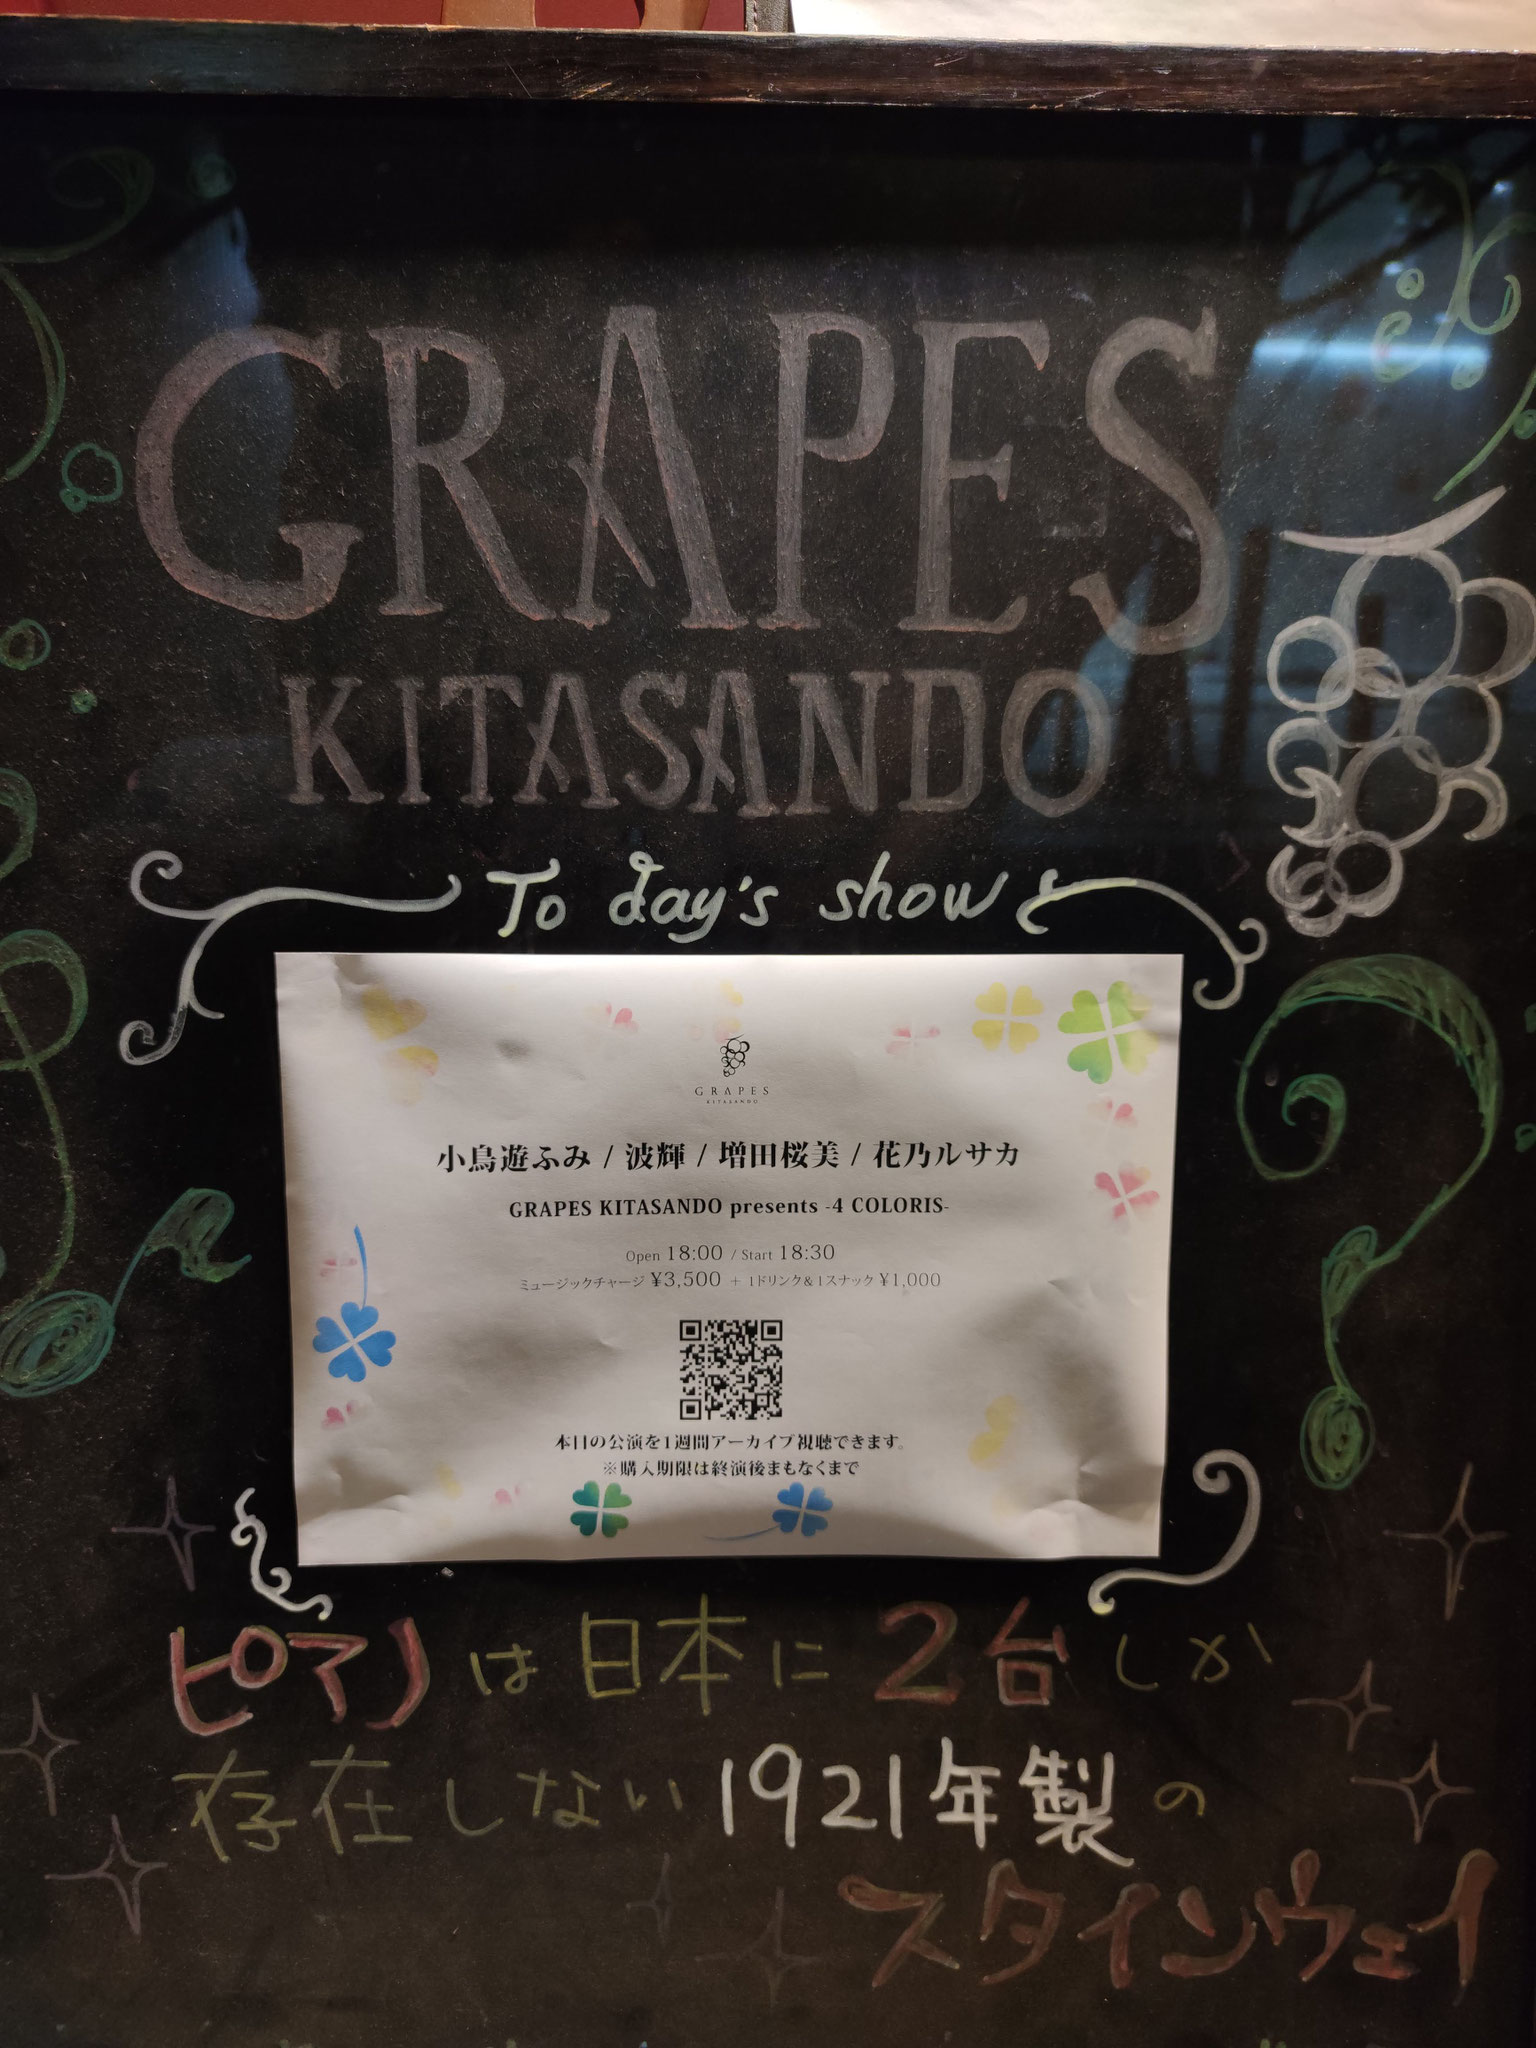 GRAPES
KITASANDO
To day's show
GRAPES
KITASANDO
小鳥遊ふみ / 波輝 / 増田桜美 / 花乃ルサカ
GRAPES KITASANDO presents -4 COLORIS-
Open 18:00 / Start 18:30
ミュージックチャージ ¥3,500 + 1ドリンク&1スナック ¥1,000
本日の公演を1週間アーカイブ視聴できます。
※購入期限は終演後まもなくまで
ピアノは日本に2台しか
存在しない1921年製の
スタインウェイ